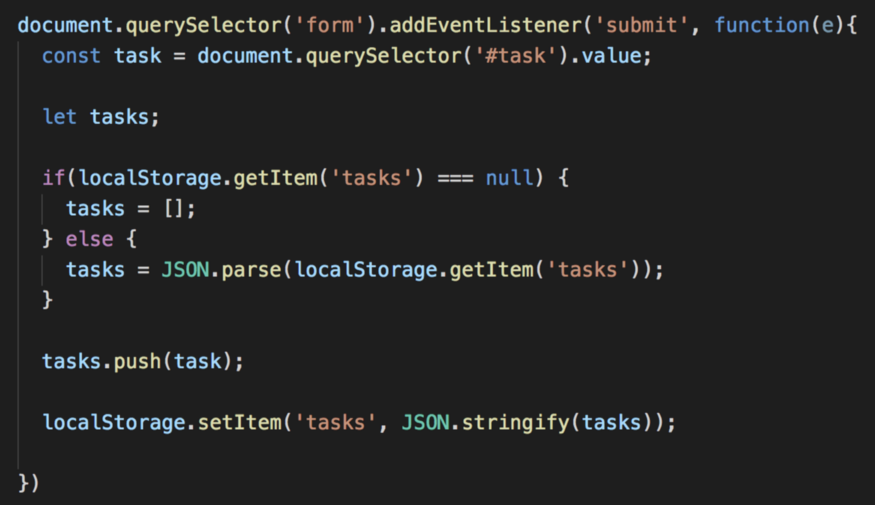 document.querySelector('form').addEventListener('submit', function(e){
  const task = document.querySelector('#task').value;

  let tasks;

  if(localStorage.getItem('tasks') === null) {
    tasks = [];
  } else {
    tasks = JSON.parse(localStorage.getItem('tasks'));
  }

  tasks.push(task);

  localStorage.setItem('tasks', JSON.stringify(tasks));

})